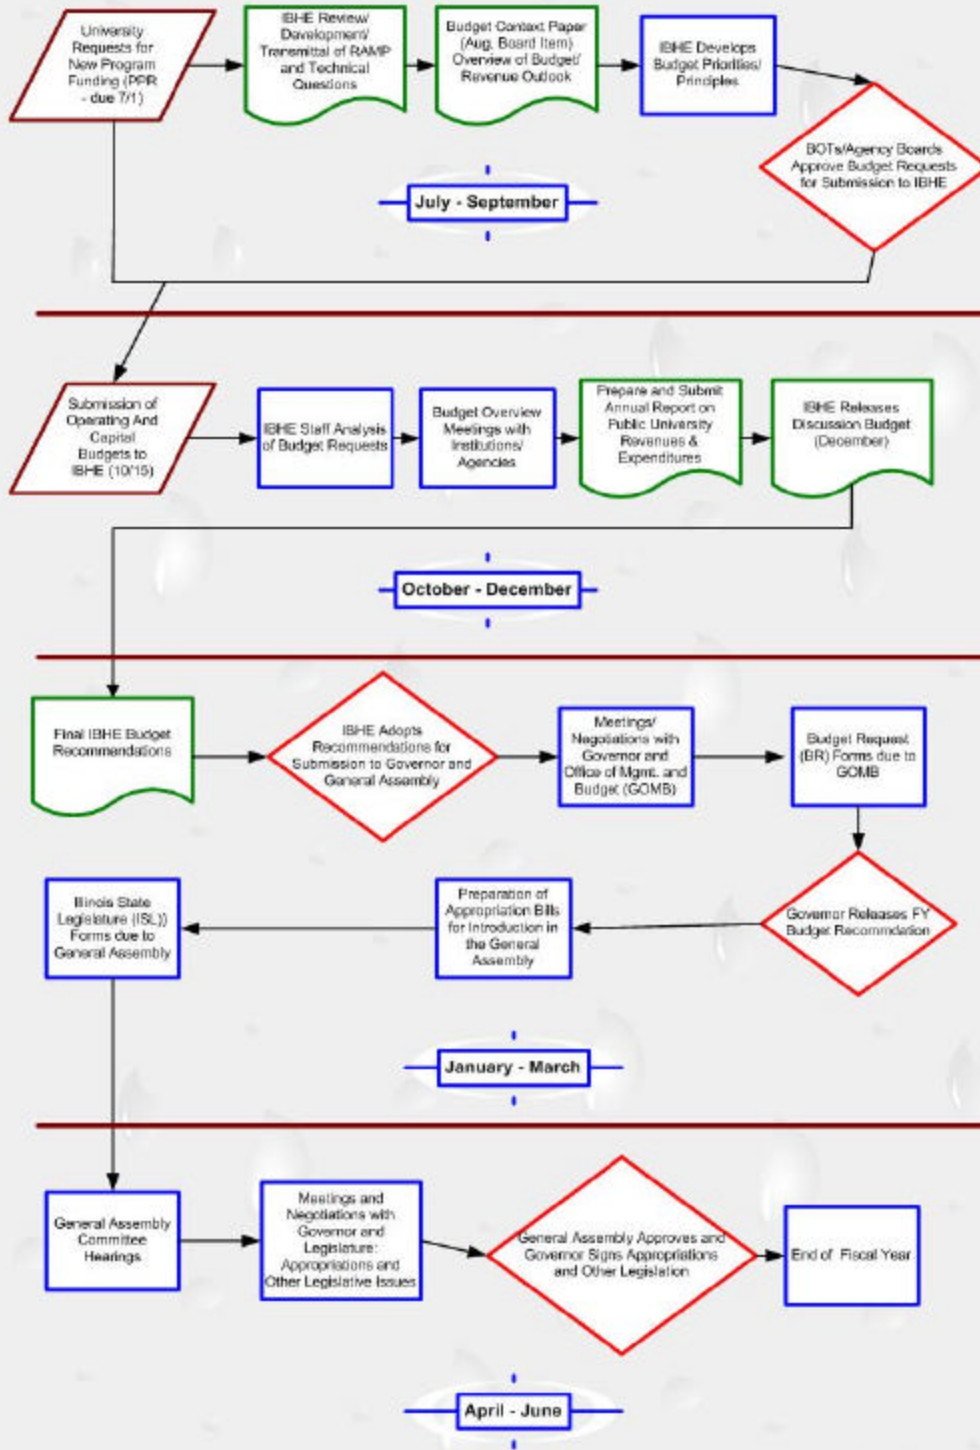 University
Requests for
New Program
Funding (PPR
- due 7/1)
IBHE Review/
Development/
Transmittal of RAMP
and Technical
Questions
Budget Context Paper
(Aug. Board Item)
Overview of Budget/
Revenue Outlook
IBHE Develops
Budget Priorities/
Principles
BOTs/Agency Boards
Approve Budget Requests
for Submission to IBHE
July - September
Submission of
Operating And
Capital
Budgets to
IBHE (10/15)
IBHE Staff Analysis
of Budget Requests
Budget Overview
Meetings with
Institutions/
Agencies
Prepare and Submit
Annual Report on
Public University
Revenues &
Expenditures
IBHE Releases
Discussion Budget
(December)
October - December
Final IBHE Budget
Recommendations
IBHE Adopts
Recommendations for
Submission to Governor and
General Assembly
Meetings/
Negotiations with
Governor and
Office of Mgmt. and
Budget (GOMB)
Budget Request
(BR) Forms due to
GOMB
Illinois State
Legislature (ISL))
Forms due to
General Assembly
Preparation of
Appropriation Bills
for Introduction in
the General
Assembly
Governor Releases FY
Budget Recommdation
January - March
General Assembly
Committee
Hearings
Meetings and
Negotiations with
Governor and
Legislature:
Appropriations and
Other Legislative Issues
General Assembly Approves and
Governor Signs Appropriations
and Other Legislation
End of Fiscal Year
April - June